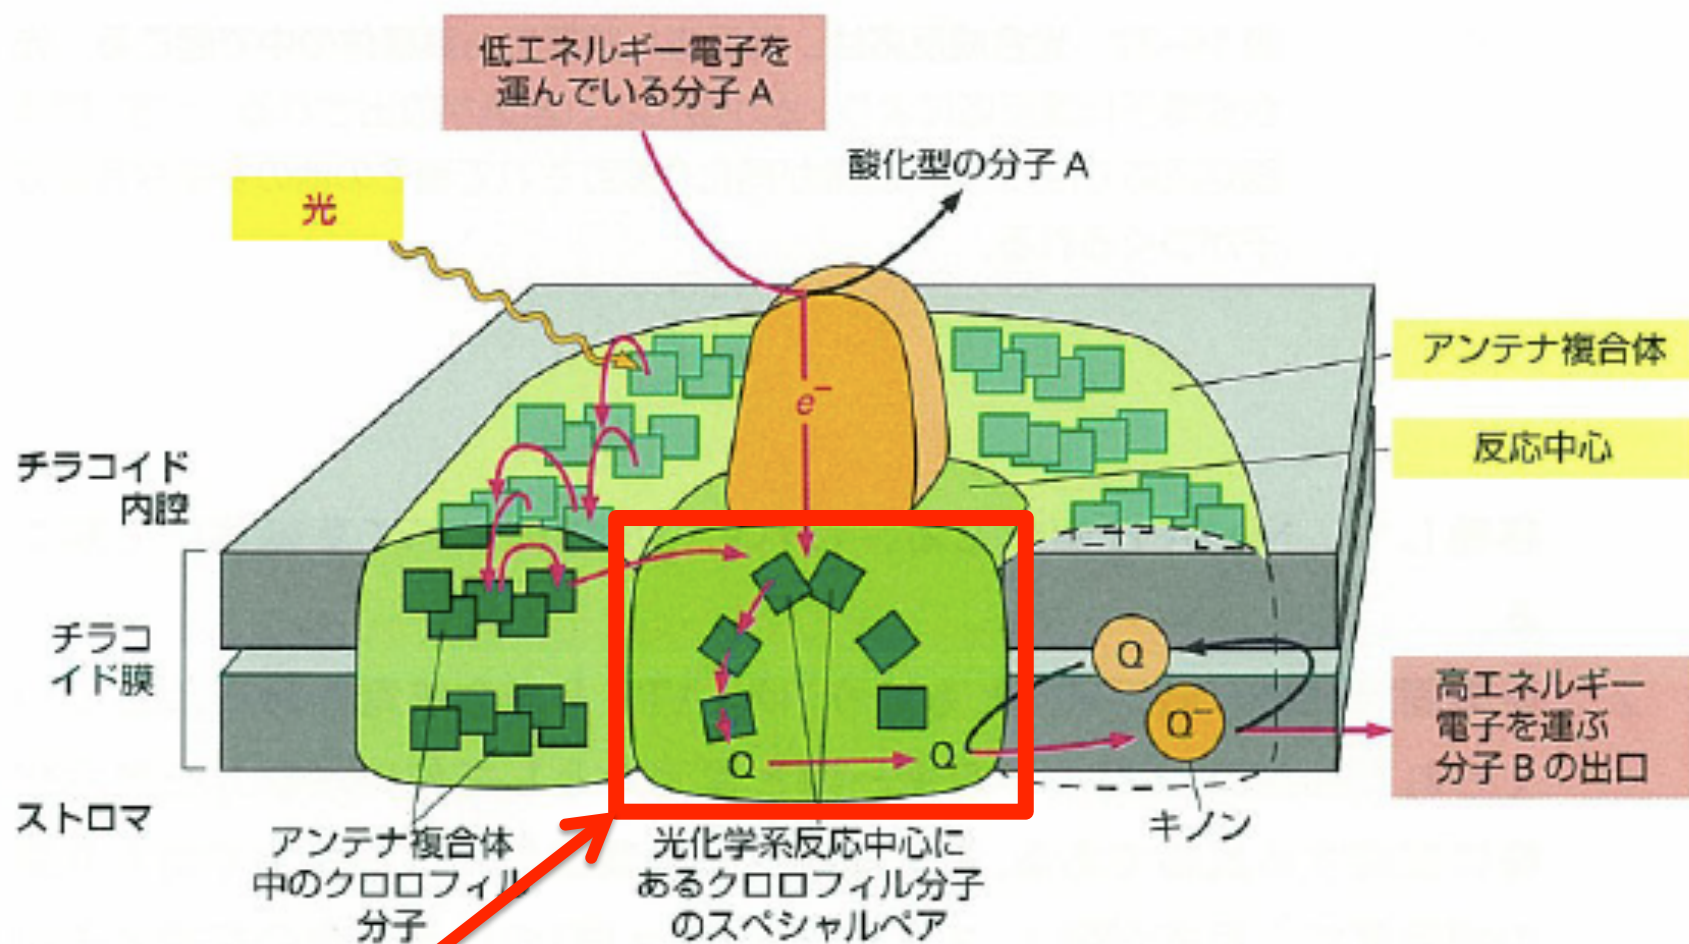 低エネルギー電子を
運んでいる分子 A
酸化型の分子 A
光
e⁻
アンテナ複合体
反応中心
チラコイド
内腔
チラコ
イド膜
ストロマ
Q
Q⁻
Q
Q
高エネルギー
電子を運ぶ
分子 B の出口
キノン
アンテナ複合体
中のクロロフィル
分子
光化学系反応中心に
あるクロロフィル分子
のスペシャルペア